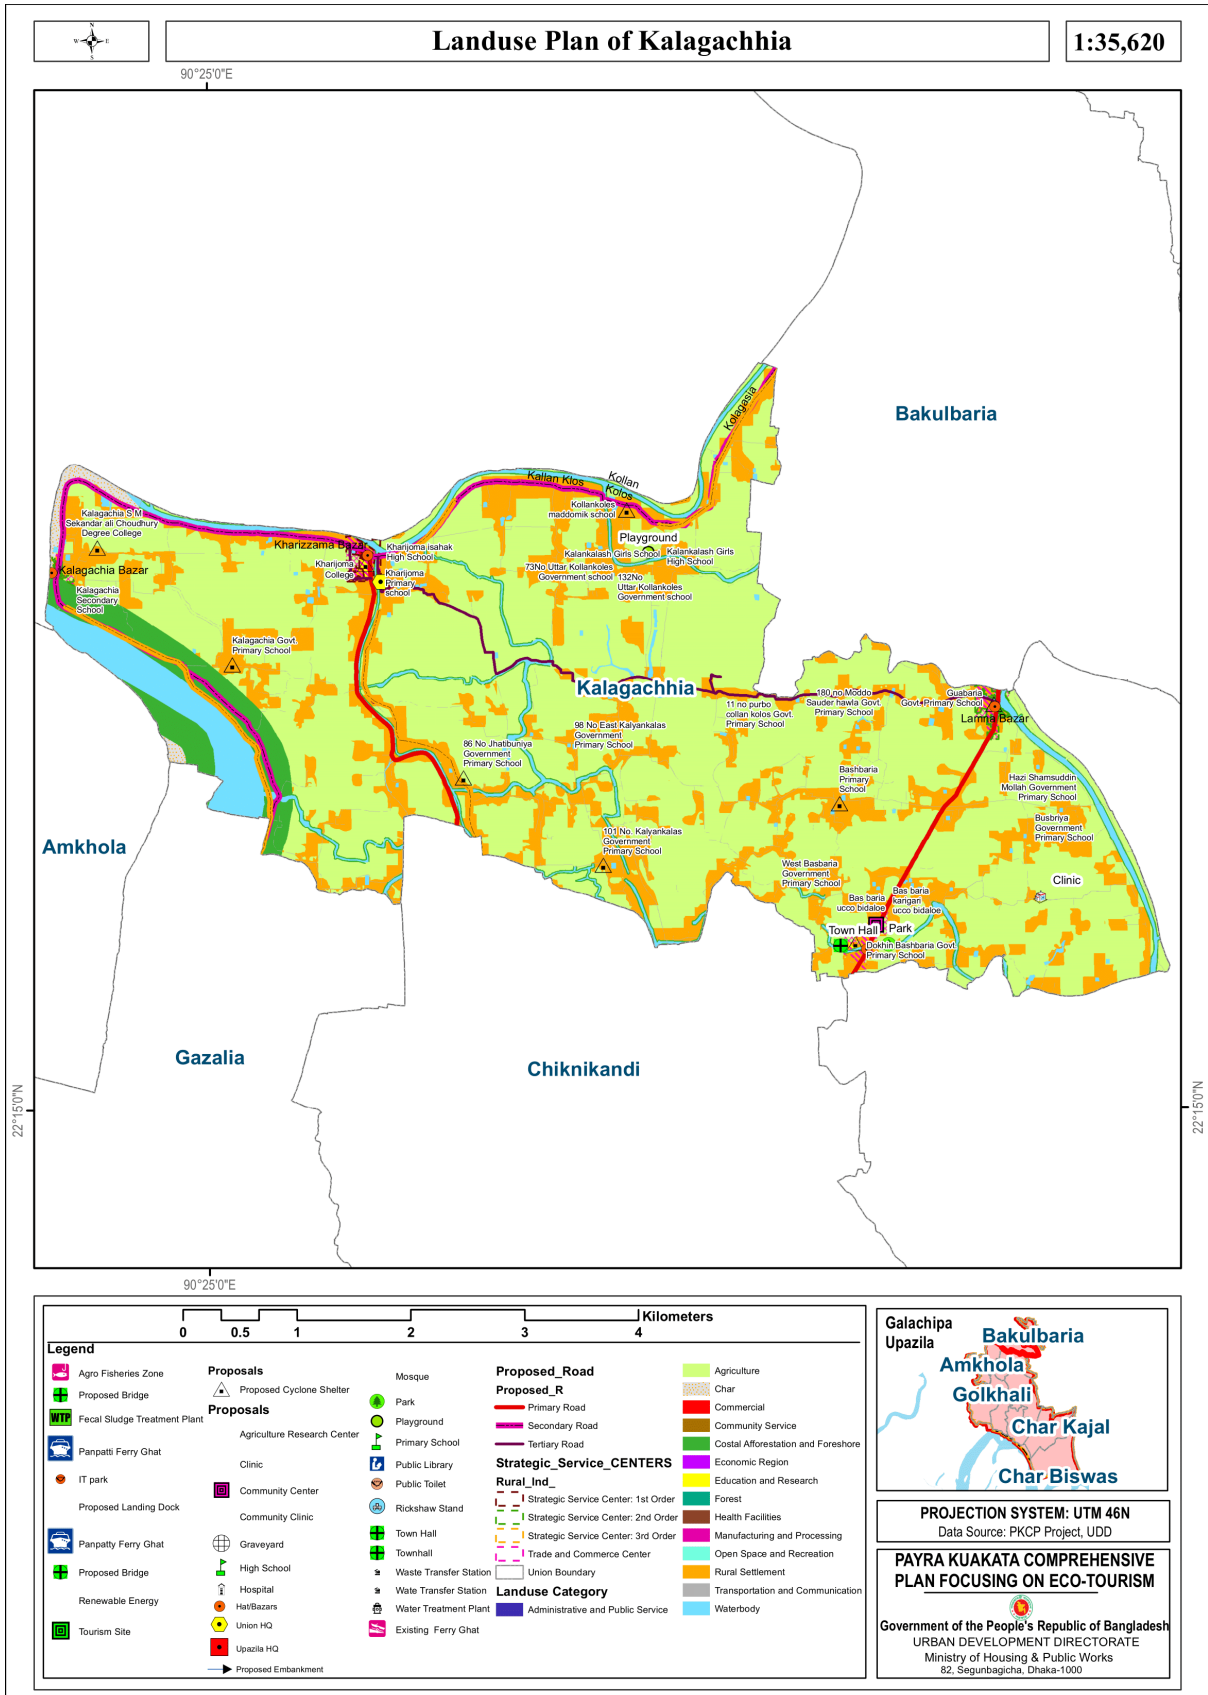 N
W E
S
Landuse Plan of Kalagachhia
1:35,620
90°25'0"E
Bakulbaria
Kolagasia
Kallan Klos
Kollan
Kolos
Kollankoles
maddomik school
Kalagachia S M
Sekandar ali Choudhury
Degree College
Playground
Kharizzama Bazar
Kharijoma isahak
High School
Kalankalash Girls School
Kalankalash Girls
High School
Kharijoma
College
73No Uttar Kollankoles
Government school
132No
Uttar Kollankoles
Government school
Kalagachia Bazar
Kharijoma
Primary
school
Kalagachia
Secondary
School
Kalagachia Govt.
Primary School
Kalagachhia
180 no Moddo
Sauder hawla Govt.
Primary School
Guabaria
Govt. Primary School
11 no purbo
collan kolos Govt.
Primary School
Lamna Bazar
98 No East Kalyankalas
Government
Primary School
86 No Jhatibuniya
Government
Primary School
Bashbaria
Primary
School
Hazi Shamsuddin
Mollah Government
Primary School
Busbriya
Government
Primary School
101 No. Kalyankalas
Government
Primary School
Amkhola
West Basbaria
Government
Primary School
Clinic
Bas baria
ucco bidaloe
Bas baria
kangari
ucco bidaloe
Town Hall
Park
Dokhin Bashbaria Govt.
Primary School
Gazalia
Chiknikandi
22°15'0"N
22°15'0"N
90°25'0"E
Kilometers
0 0.5 1 2 3 4
Legend
Agro Fisheries Zone
Proposed Bridge
WTP Fecal Sludge Treatment Plant
Panpatti Ferry Ghat
IT park
Proposed Landing Dock
Panpatty Ferry Ghat
Proposed Bridge
Renewable Energy
Tourism Site
Proposals
Proposed Cyclone Shelter
Proposals
Agriculture Research Center
Clinic
Community Center
Community Clinic
Graveyard
High School
Hospital
Hat/Bazars
Union HQ
Upazila HQ
Proposed Embankment
Mosque
Park
Playground
Primary School
Public Library
Public Toilet
Rickshaw Stand
Town Hall
Townhall
Waste Transfer Station
Wate Transfer Station
Water Treatment Plant
Existing Ferry Ghat
Proposed_Road
Proposed_R
Primary Road
Secondary Road
Tertiary Road
Strategic_Service_CENTERS
Rural_Ind_
Strategic Service Center: 1st Order
Strategic Service Center: 2nd Order
Strategic Service Center: 3rd Order
Trade and Commerce Center
Union Boundary
Landuse Category
Administrative and Public Service
Agriculture
Char
Commercial
Community Service
Costal Afforestation and Foreshore
Economic Region
Education and Research
Forest
Health Facilities
Manufacturing and Processing
Open Space and Recreation
Rural Settlement
Transportation and Communication
Waterbody
Galachipa
Upazila
Bakulbaria
Amkhola
Golkhali
Char Kajal
Char Biswas
PROJECTION SYSTEM: UTM 46N
Data Source: PKCP Project, UDD
PAYRA KUAKATA COMPREHENSIVE
PLAN FOCUSING ON ECO-TOURISM
Government of the People's Republic of Bangladesh
URBAN DEVELOPMENT DIRECTORATE
Ministry of Housing & Public Works
82, Segunbagicha, Dhaka-1000